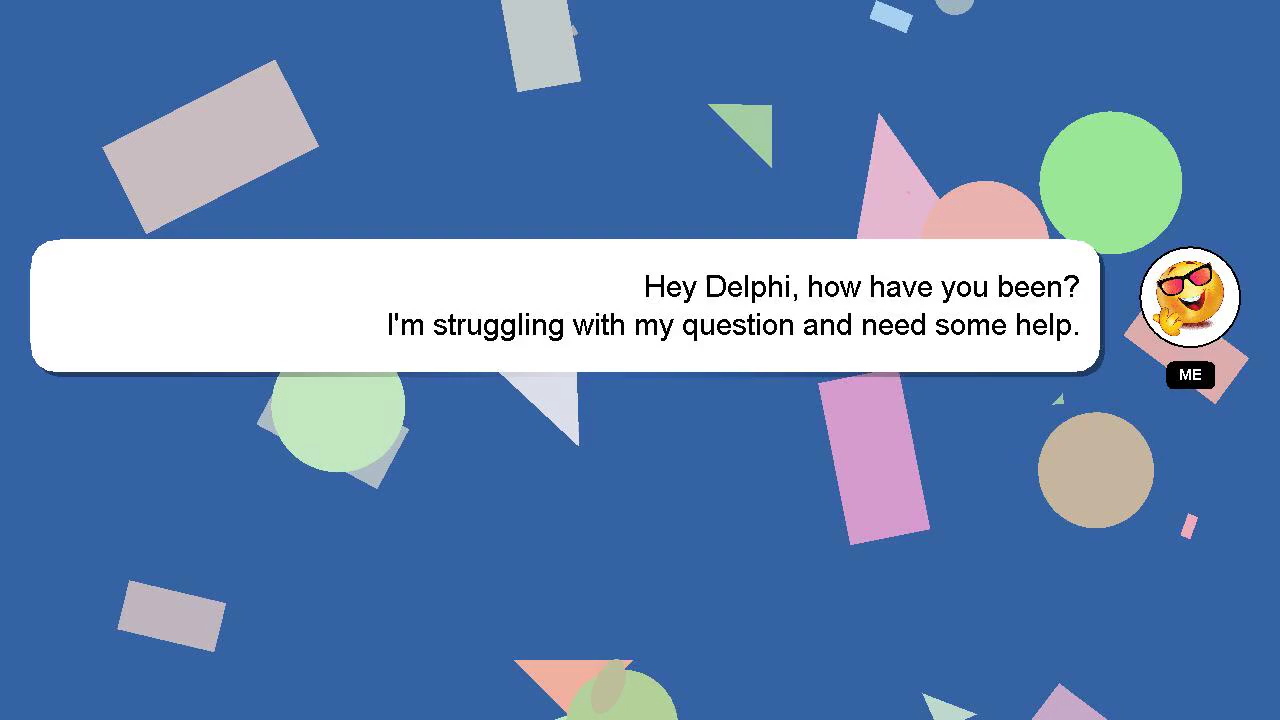 Hey Delphi, how have you been?
I'm struggling with my question and need some help.
ME